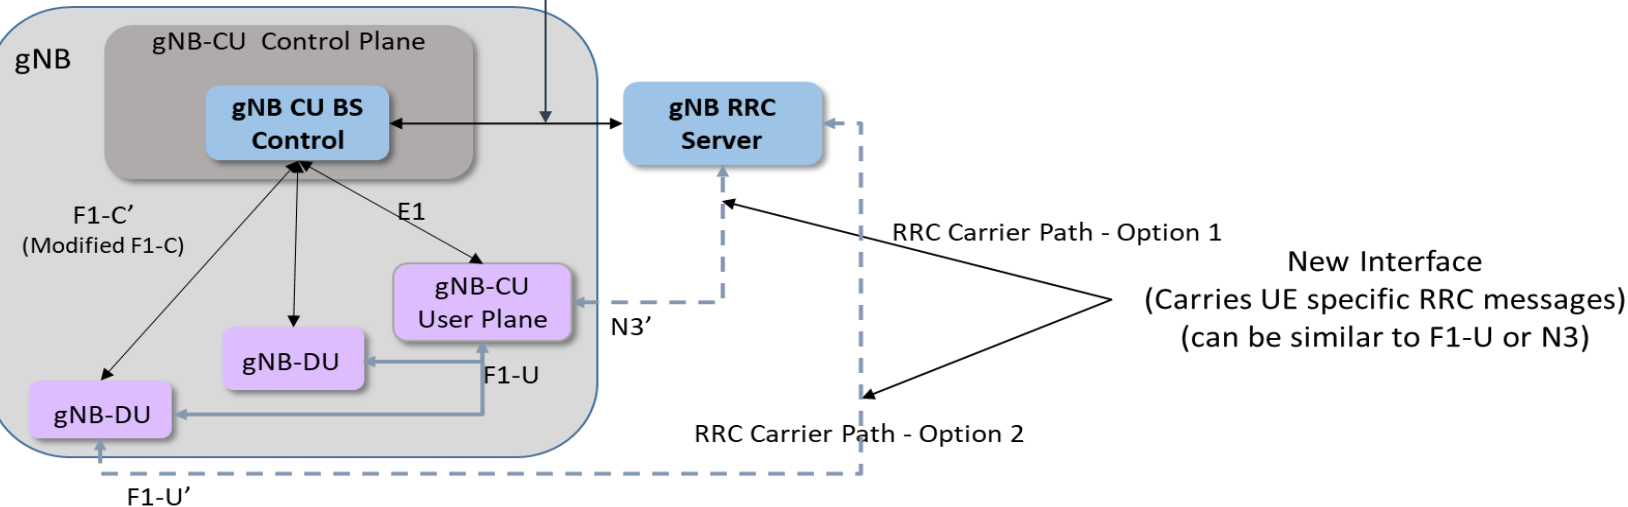 gNB
gNB-CU  Control Plane
gNB CU BS
Control
gNB RRC
Server
F1-C’
(Modified F1-C)
E1
gNB-CU
User Plane
N3’
gNB-DU
F1-U
gNB-DU
F1-U’
RRC Carrier Path - Option 1
RRC Carrier Path - Option 2
New Interface
(Carries UE specific RRC messages)
(can be similar to F1-U or N3)